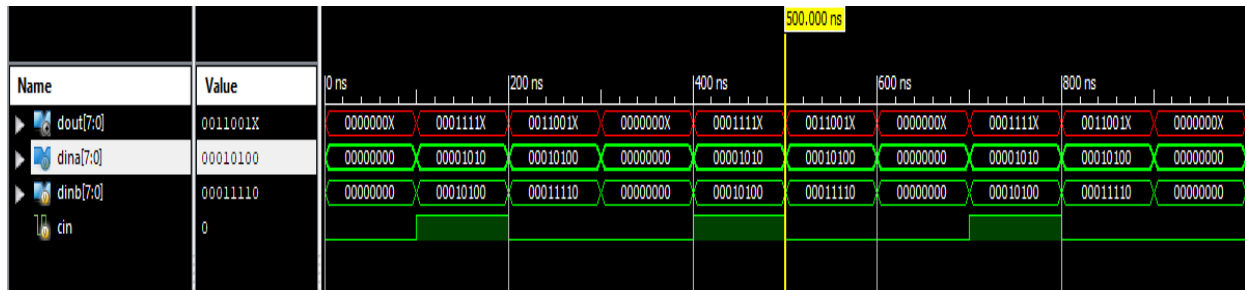 500.000 ns
Name Value 0 ns 200 ns 400 ns 600 ns 800 ns
dout[7:0] 0011001X 0000000X 0001111X 0011001X 0000000X 0001111X 0011001X 0000000X 0001111X 0011001X 0000000X
dina[7:0] 00010100 00000000 00001010 00010100 00000000 00001010 00010100 00000000 00001010 00010100 00000000
dinb[7:0] 00011110 00000000 00010100 00011110 00000000 00010100 00011110 00000000 00010100 00011110 00000000
cin 0